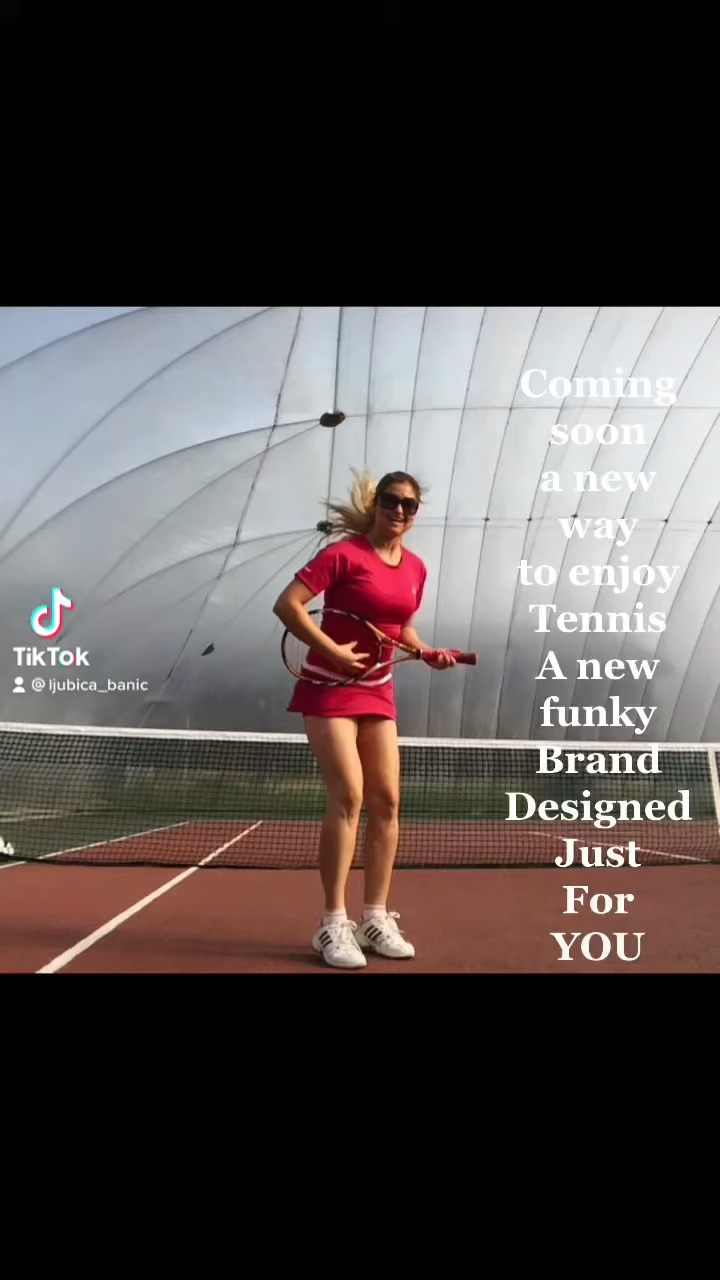 Coming
soon
a new
way
to enjoy
Tennis
A new
funky
Brand
Designed
Just
For
YOU
TikTok
@ljubica_banic